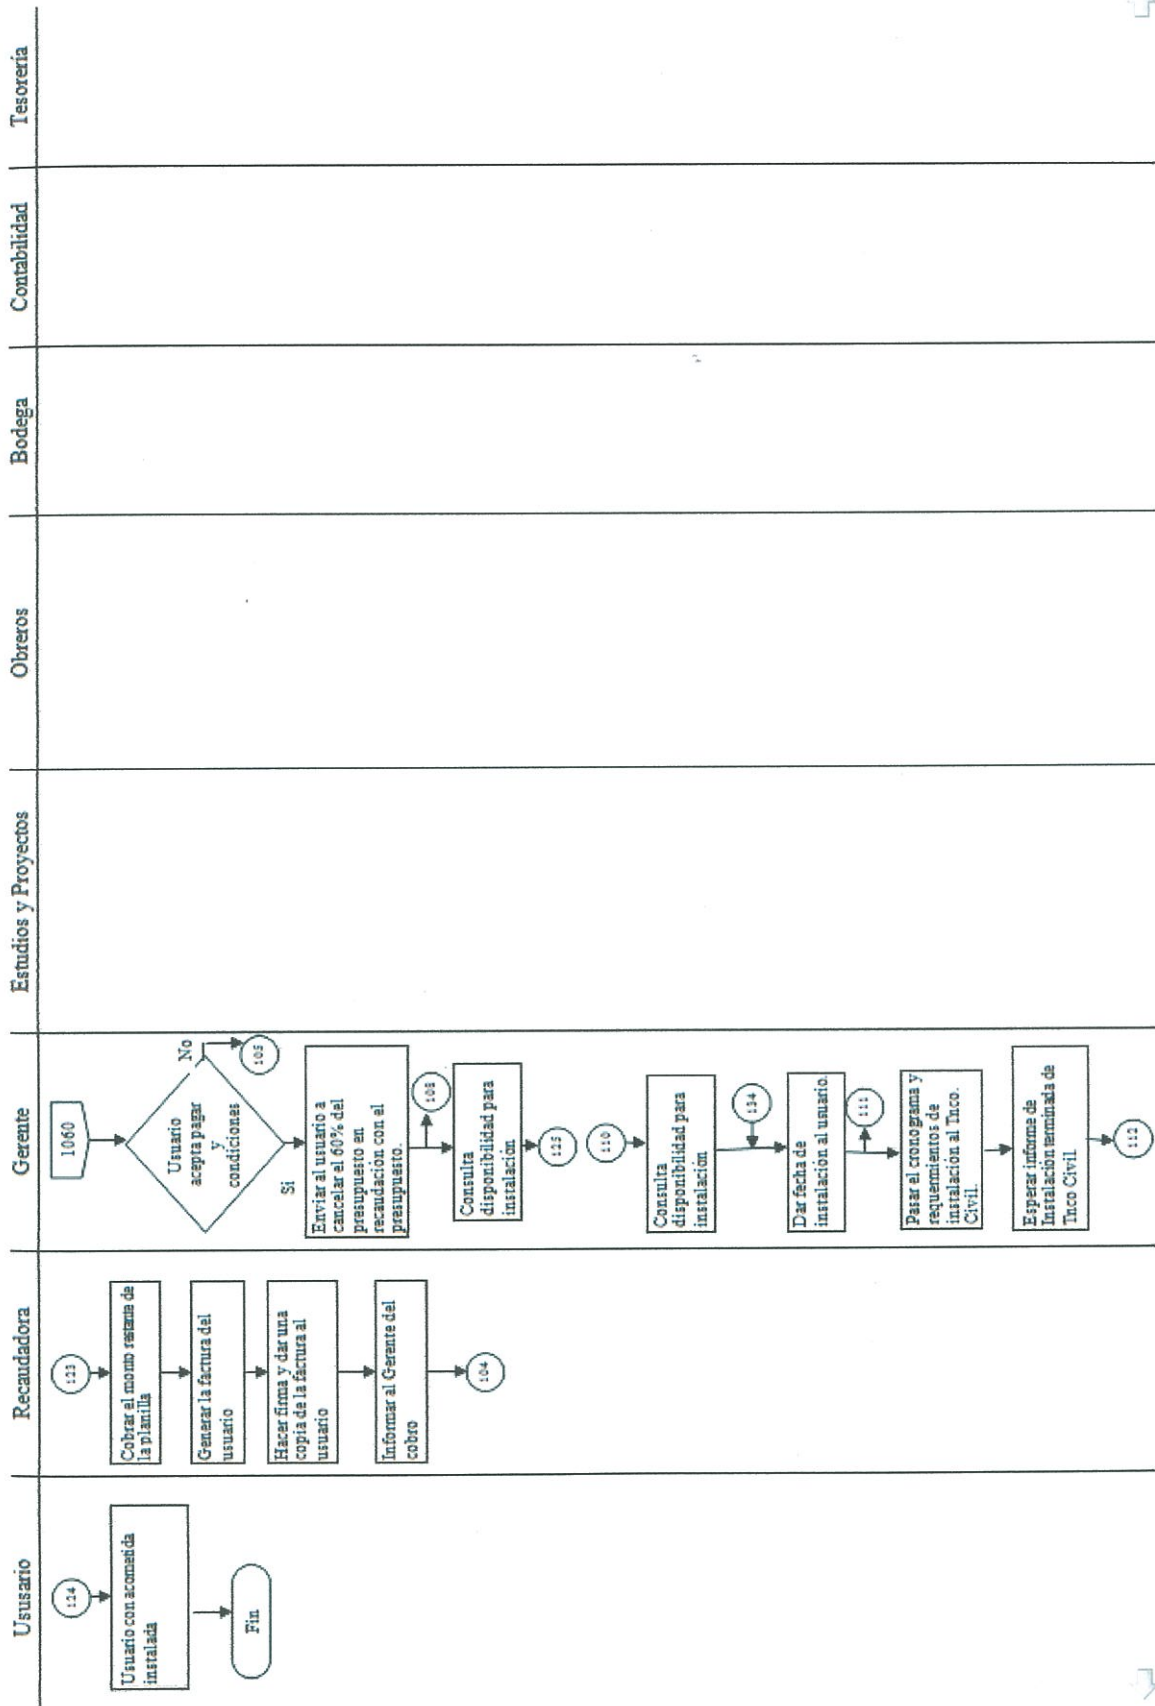 Ususario
Recaudadora
Gerente
Estudios y Proyectos
Obreros
Bodega
Contabilidad
Tesorería
124
Usuario con acometida
instalada
Fin
123
Cobrar el monto restante de
la planilla
Generar la factura del
usuario
Hacer firma y dar una
copia de la factura al
usuario
Informar al Gerente del
cobro
104
1060
Usuario
acepta pagar
y
condiciones
No
105
Si
Enviar al usuario a
cancelar el 60% del
presupuesto en
recaudación con el
presupuesto.
108
Consulta
disponibilidad para
instalación
125
110
Consulta
disponibilidad para
instalación
134
Dar fecha de
instalación al usuario.
111
Pasar el cronograma y
requerimientos de
instalación al Tnco.
Civil.
Esperar informe de
Instalación terminada de
Tnco Civil.
112